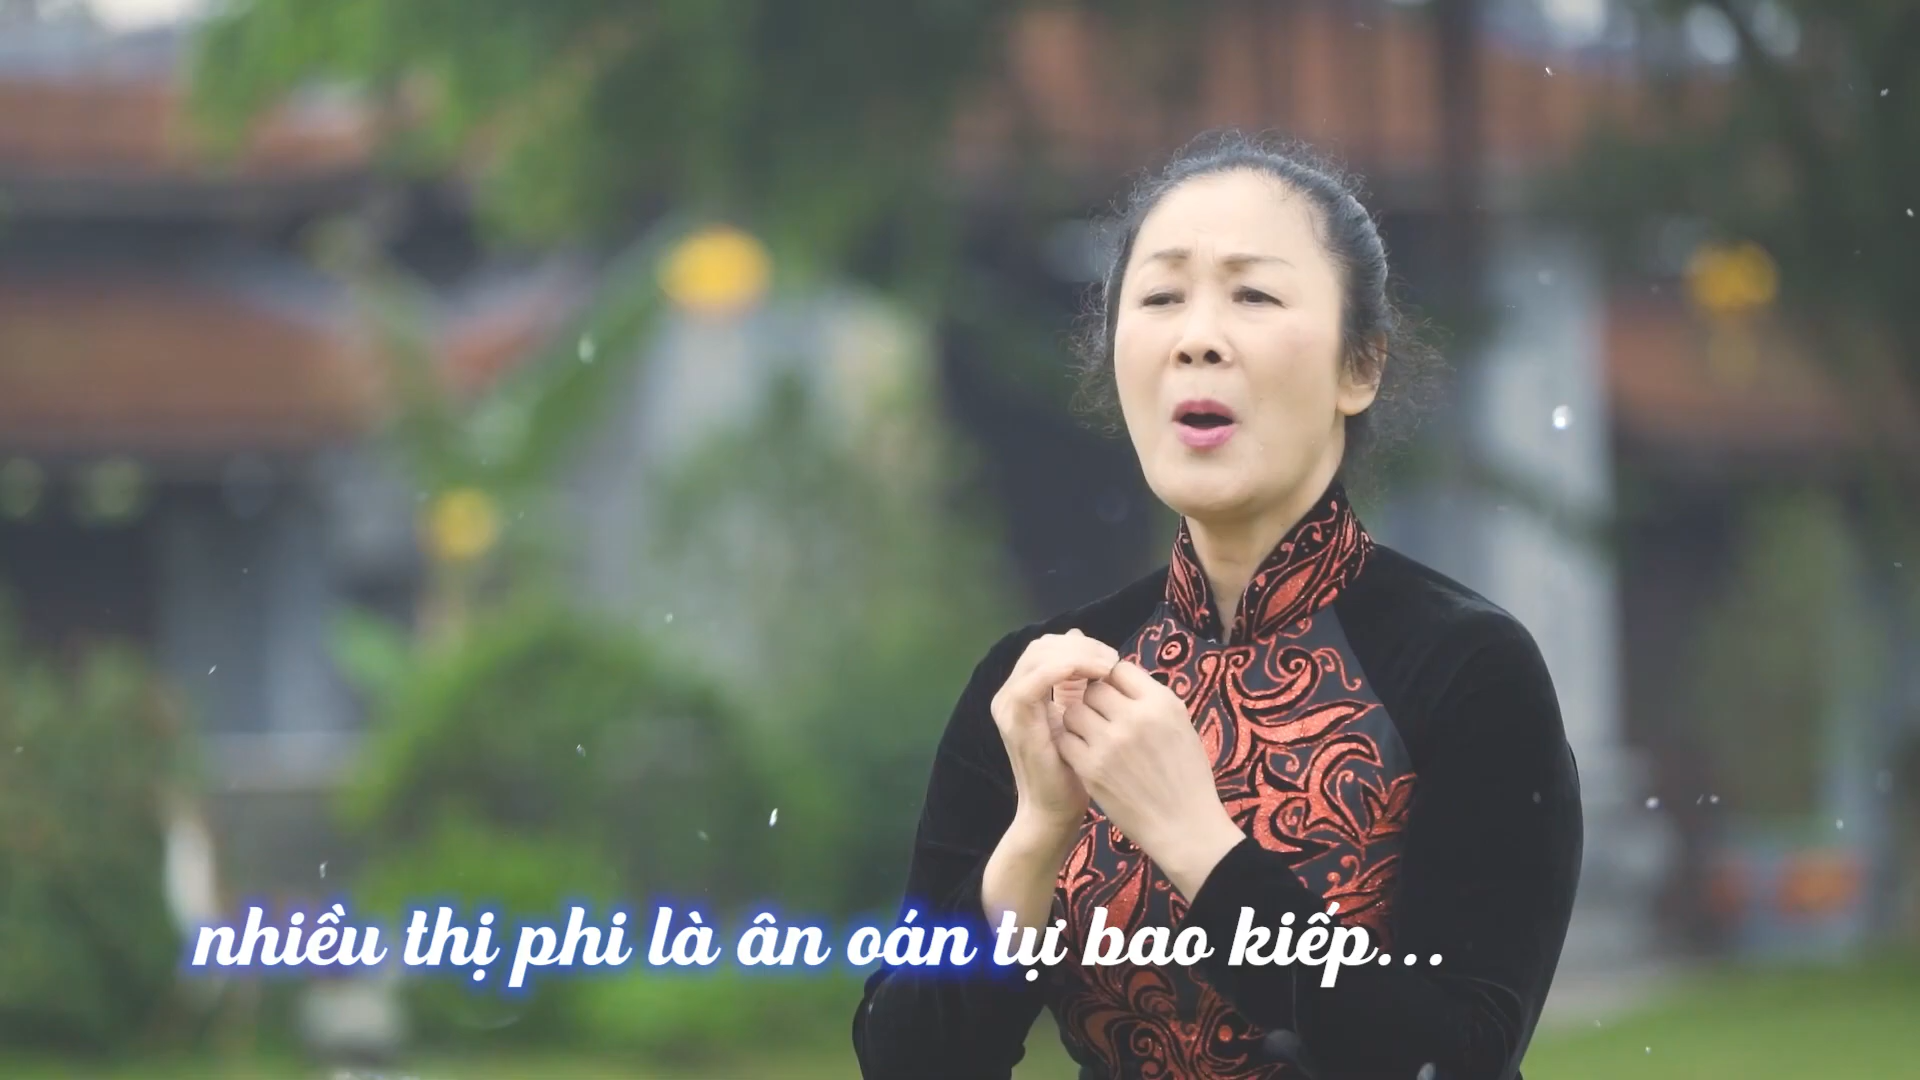 nhiều thị phi là ân oán tự bao kiếp...